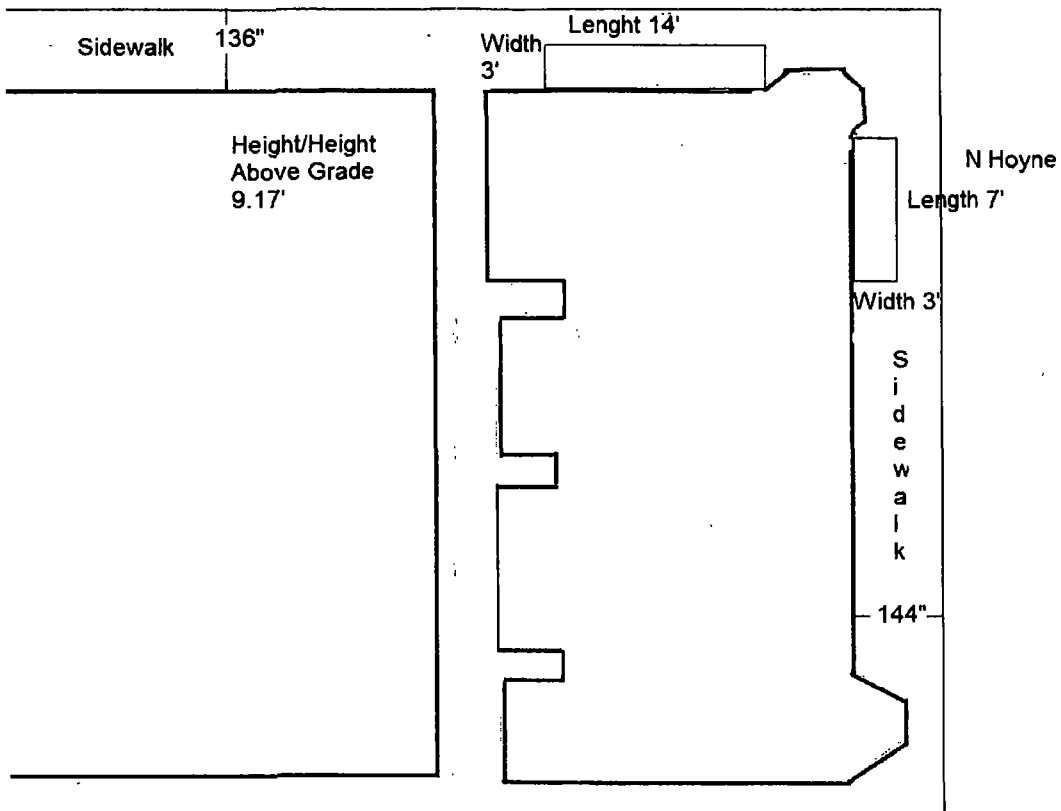 Sidewalk
136"
Width
3'
Lenght 14'
Height/Height
Above Grade
9.17'
N Hoyne
Length 7'
Width 3'
S
i
d
e
w
a
l
k
144"